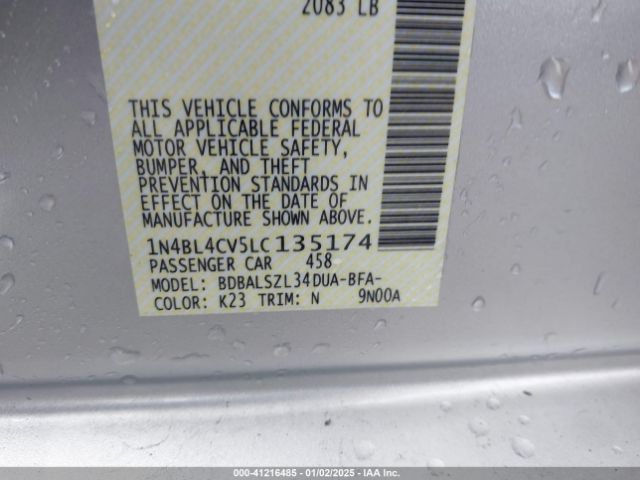 2083 LB
THIS VEHICLE CONFORMS TO
ALL APPLICABLE FEDERAL
MOTOR VEHICLE SAFETY,
BUMPER, AND THEFT
PREVENTION STANDARDS IN
EFFECT ON THE DATE OF
MANUFACTURE SHOWN ABOVE.
1N4BL4CV5LC135174
PASSENGER CAR 458
MODEL: BDBALSZL34DUA-BFA-
COLOR: K23 TRIM: N 9N00A
000-41216485 - 01/02/2025 - IAA Inc.